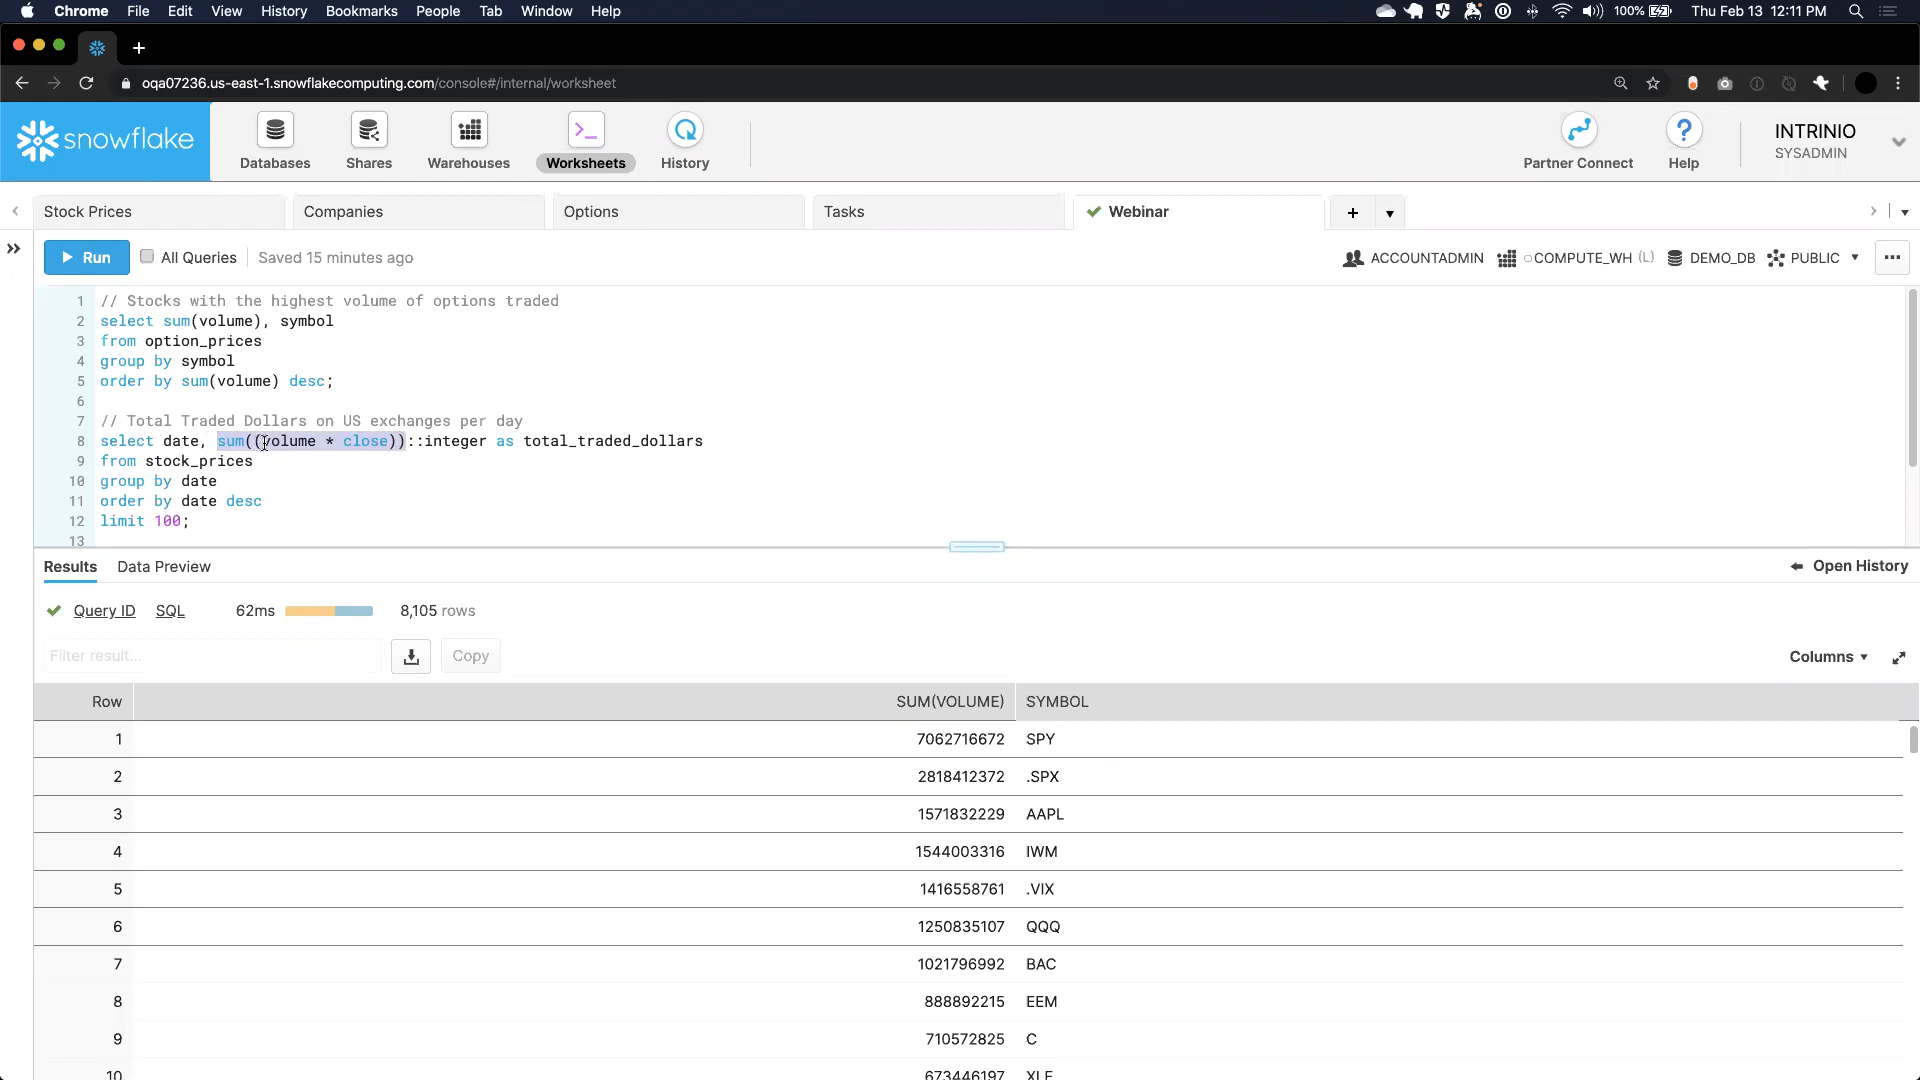 Chrome File Edit View History Bookmarks People Tab Window Help 100% Thu Feb 13 12:11 PM
oqa07236.us-east-1.snowflakecomputing.com/console#/internal/worksheet
snowflake
Databases Shares Warehouses Worksheets History Partner Connect Help
INTRINIO
SYSADMIN
Stock Prices Companies Options Tasks Webinar
Run All Queries Saved 15 minutes ago ACCOUNTADMIN COMPUTE_WH (L) DEMO_DB PUBLIC
1 // Stocks with the highest volume of options traded
2 select sum(volume), symbol
3 from option_prices
4 group by symbol
5 order by sum(volume) desc;
6
7 // Total Traded Dollars on US exchanges per day
8 select date, sum((volume * close))::integer as total_traded_dollars
9 from stock_prices
10 group by date
11 order by date desc
12 limit 100;
13
Results Data Preview Open History
Query ID SQL 62ms 8,105 rows
Filter result... Copy Columns
Row SUM(VOLUME) SYMBOL
1 7062716672 SPY
2 2818412372 .SPX
3 1571832229 AAPL
4 1544003316 IWM
5 1416558761 .VIX
6 1250835107 QQQ
7 1021796992 BAC
8 888892215 EEM
9 710572825 C
10 673446197 XLF